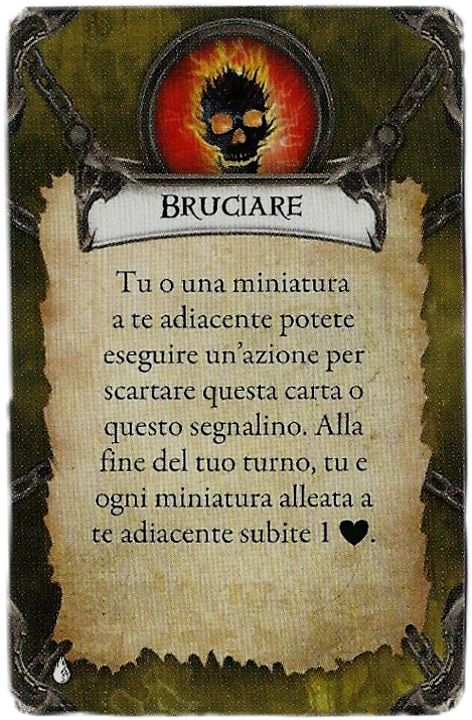 BRUCIARE
Tu o una miniatura
a te adiacente potete
eseguire un'azione per
scartare questa carta o
questo segnalino. Alla
fine del tuo turno, tu e
ogni miniatura alleata a
te adiacente subite 1 ♥.